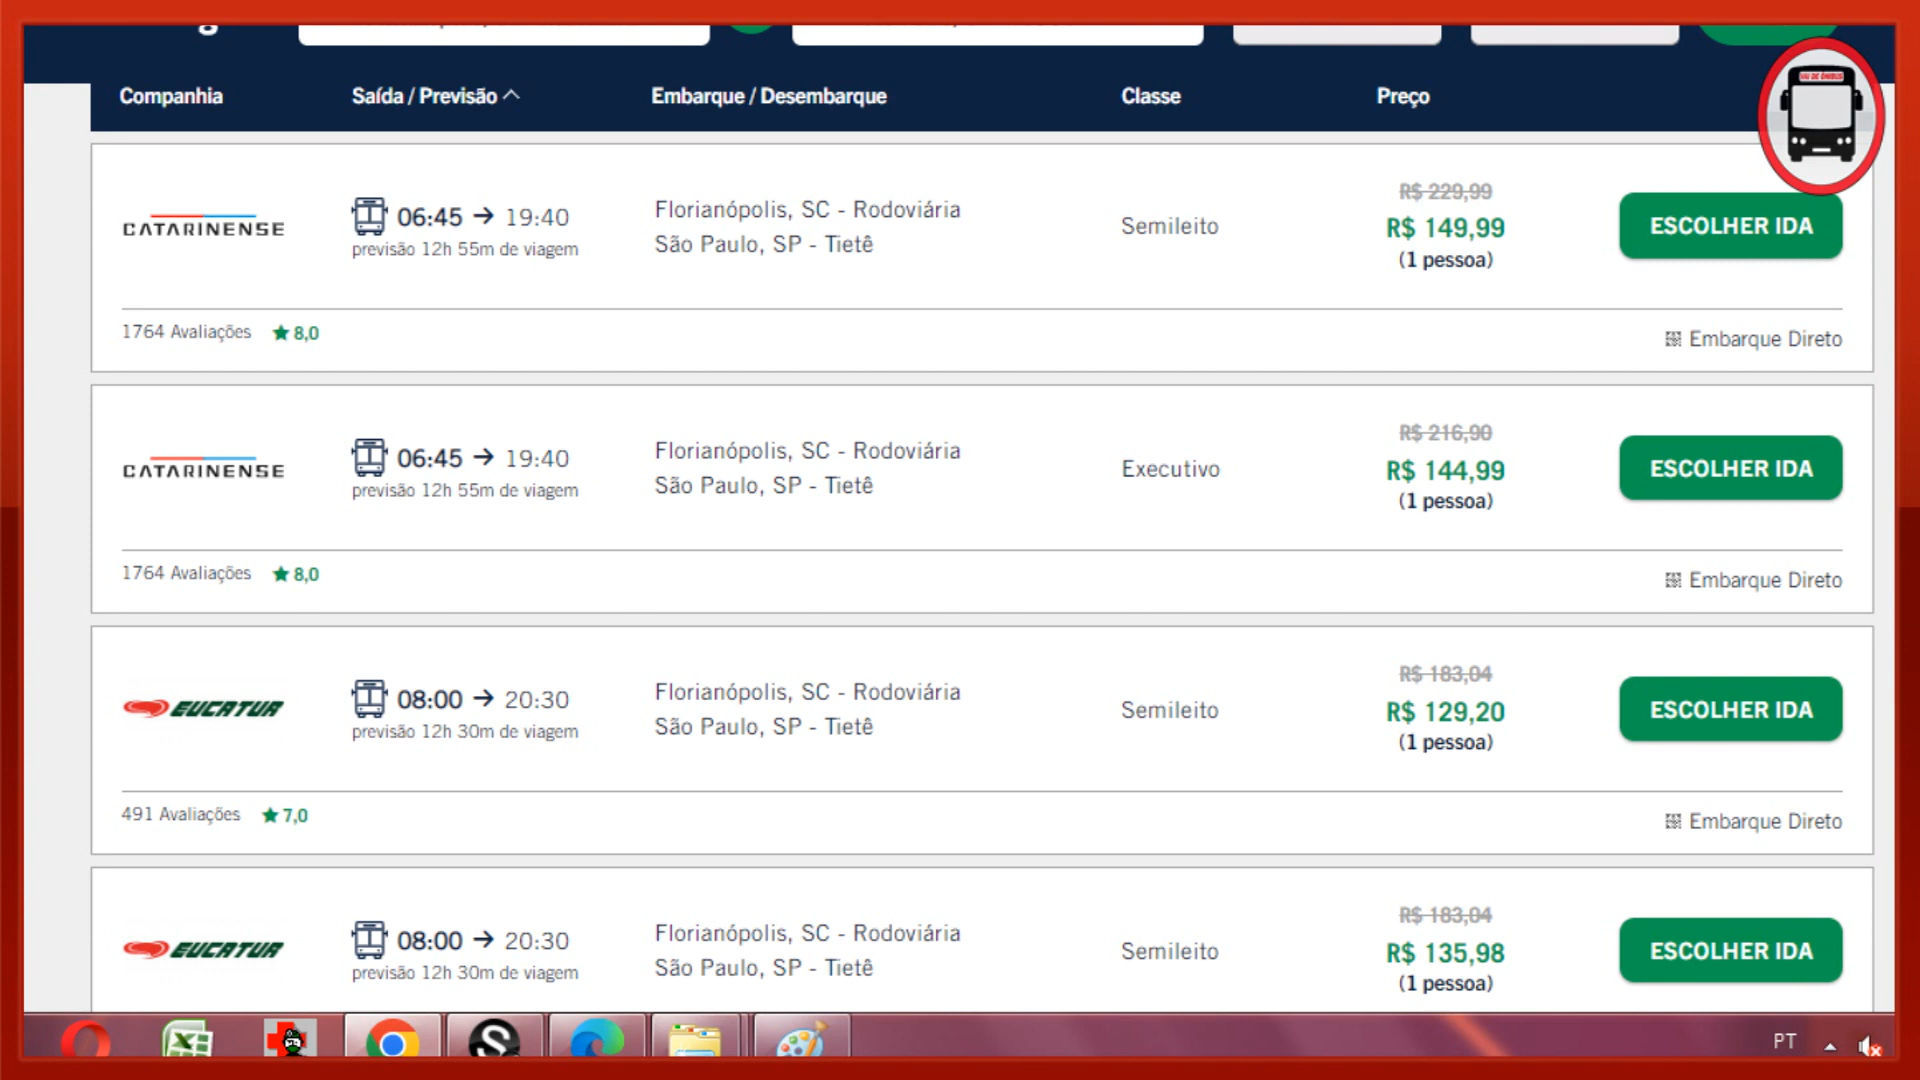 Companhia Saída / Previsão Embarque / Desembarque Classe Preço
VAI DE ÔNIBUS
R$ 229,99
CATARINENSE 06:45 → 19:40 Florianópolis, SC - Rodoviária Semileito R$ 149,99 ESCOLHER IDA
previsão 12h 55m de viagem São Paulo, SP - Tietê (1 pessoa)
1764 Avaliações ★ 8,0 Embarque Direto
R$ 216,90
CATARINENSE 06:45 → 19:40 Florianópolis, SC - Rodoviária Executivo R$ 144,99 ESCOLHER IDA
previsão 12h 55m de viagem São Paulo, SP - Tietê (1 pessoa)
1764 Avaliações ★ 8,0 Embarque Direto
R$ 183,04
EUCATUR 08:00 → 20:30 Florianópolis, SC - Rodoviária Semileito R$ 129,20 ESCOLHER IDA
previsão 12h 30m de viagem São Paulo, SP - Tietê (1 pessoa)
491 Avaliações ★ 7,0 Embarque Direto
R$ 183,04
EUCATUR 08:00 → 20:30 Florianópolis, SC - Rodoviária Semileito R$ 135,98 ESCOLHER IDA
previsão 12h 30m de viagem São Paulo, SP - Tietê (1 pessoa)
PT